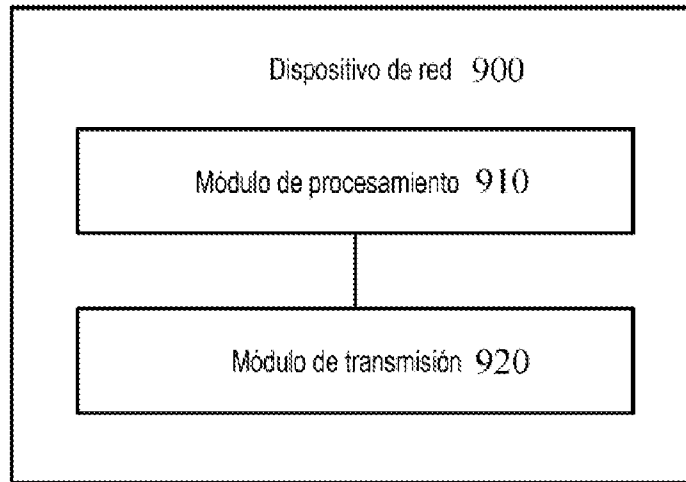 Dispositivo de red 900
Módulo de procesamiento 910
Módulo de transmisión 920